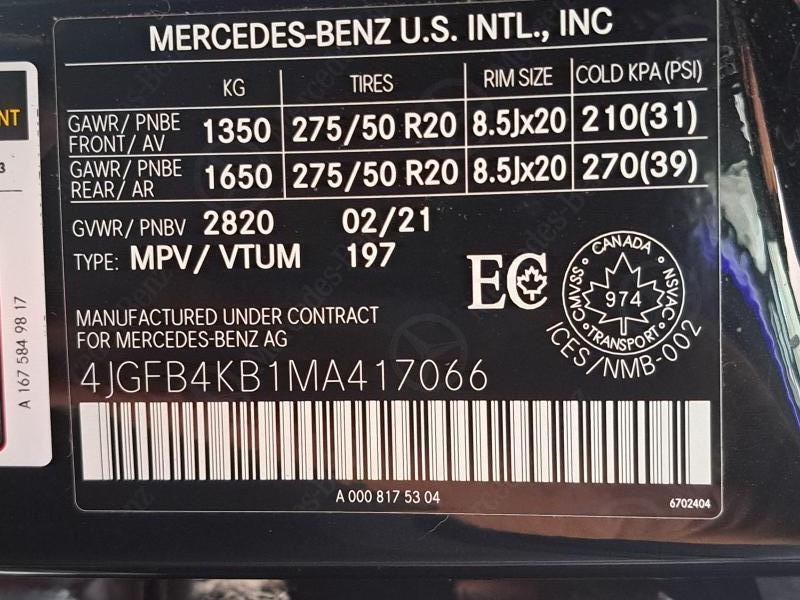 MERCEDES-BENZ U.S. INTL., INC
KG TIRES RIM SIZE COLD KPA (PSI)
GAWR/ PNBE FRONT/ AV 1350 275/50 R20 8.5Jx20 210(31)
GAWR/ PNBE REAR/ AR 1650 275/50 R20 8.5Jx20 270(39)
GVWR/ PNBV 2820 02/21
TYPE: MPV/ VTUM 197
EC
CANADA
CMVSS 974 NSVAC
TRANSPORT
ICES/NMB-002
MANUFACTURED UNDER CONTRACT
FOR MERCEDES-BENZ AG
4JGFB4KB1MA417066
A 000 817 53 04
6702404
A 167 584 98 17